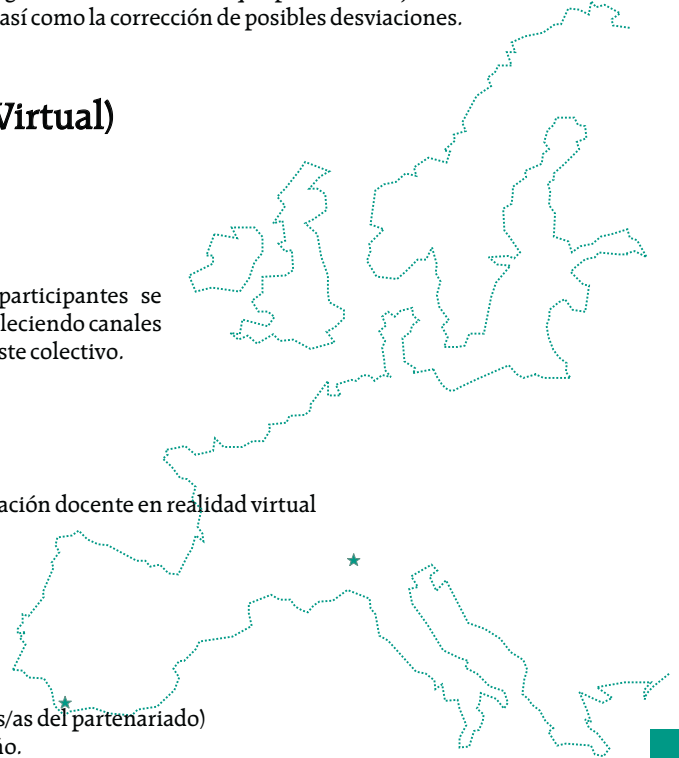 así como la corrección de posibles desviaciones.
Virtual)
participantes se
leciendo canales
ste colectivo.
ación docente en realidad virtual
s/as del partenariado)
ño.